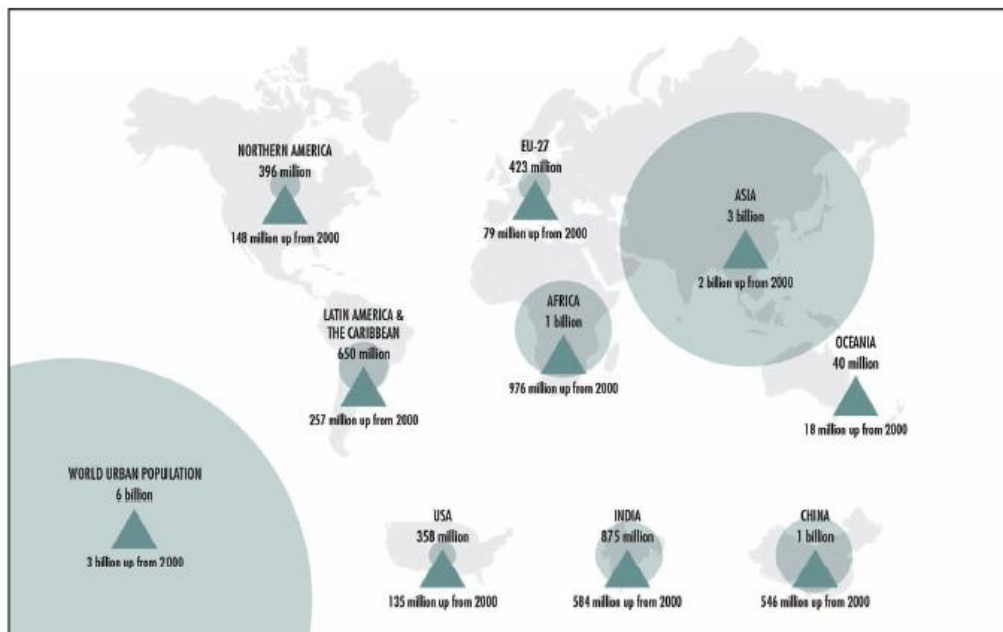 NORTHERN AMERICA
396 million
148 million up from 2000
EU-27
423 million
79 million up from 2000
ASIA
3 billion
2 billion up from 2000
LATIN AMERICA &
THE CARIBBEAN
650 million
257 million up from 2000
AFRICA
1 billion
976 million up from 2000
OCEANIA
40 million
18 million up from 2000
WORLD URBAN POPULATION
6 billion
3 billion up from 2000
USA
358 million
135 million up from 2000
INDIA
875 million
584 million up from 2000
CHINA
1 billion
546 million up from 2000